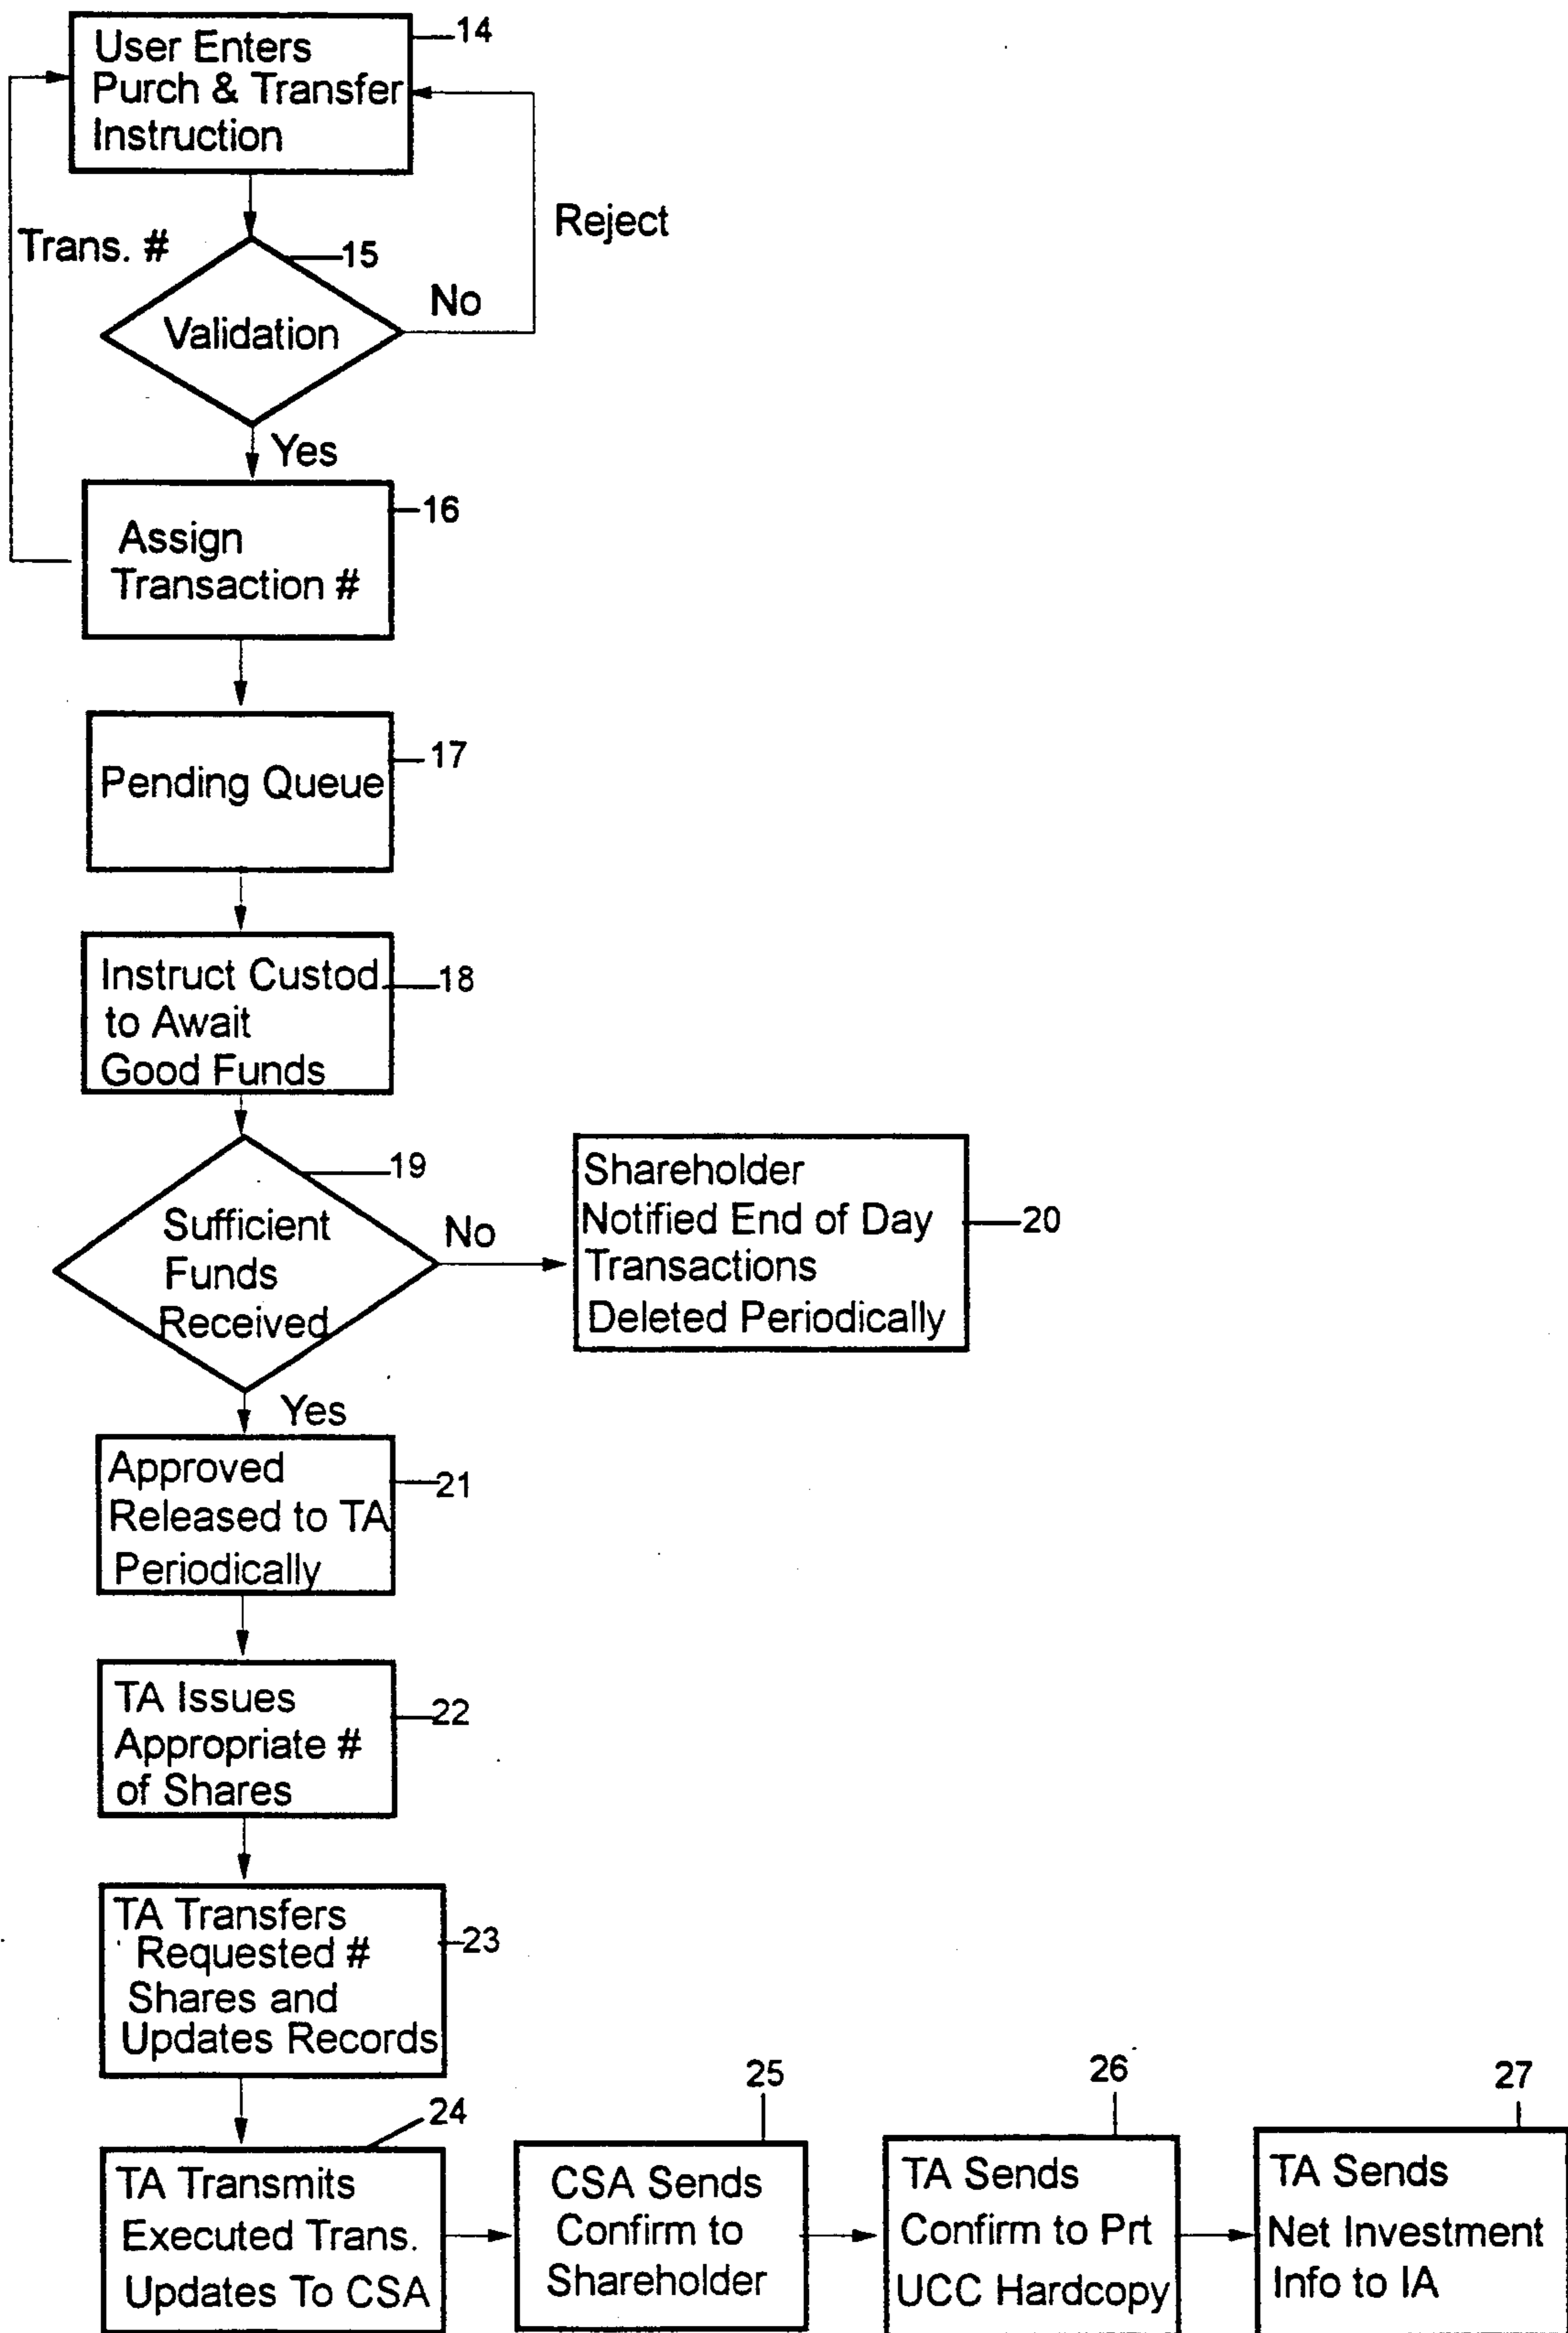 User Enters
Purch & Transfer
Instruction
14
Reject
Trans. #
15
Validation
No
Yes
16
Assign
Transaction #
17
Pending Queue
Instruct Custod
to Await
Good Funds
18
19
Sufficient
Funds
Received
No
Shareholder
Notified End of Day
Transactions
Deleted Periodically
20
Yes
Approved
Released to TA
Periodically
21
TA Issues
Appropriate #
of Shares
22
TA Transfers
Requested #
Shares and
Updates Records
23
24
TA Transmits
Executed Trans.
Updates To CSA
25
CSA Sends
Confirm to
Shareholder
26
TA Sends
Confirm to Prt
UCC Hardcopy
27
TA Sends
Net Investment
Info to IA